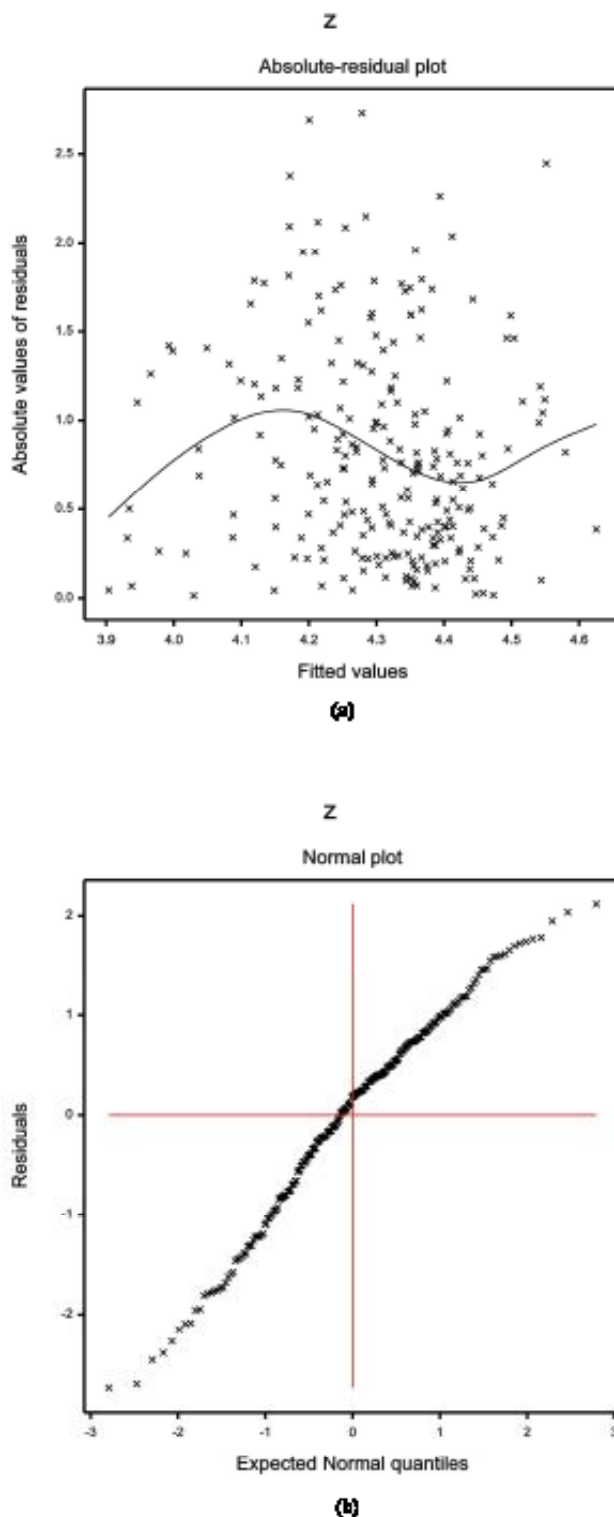 z
Absolute-residual plot
Absolute values of residuals
2.5
2.0
1.5
1.0
0.5
0.0
3.9 4.0 4.1 4.2 4.3 4.4 4.5 4.6
Fitted values
(a)
z
Normal plot
Residuals
2
1
0
-1
-2
-3 -2 -1 0 1 2 3
Expected Normal quantiles
(b)